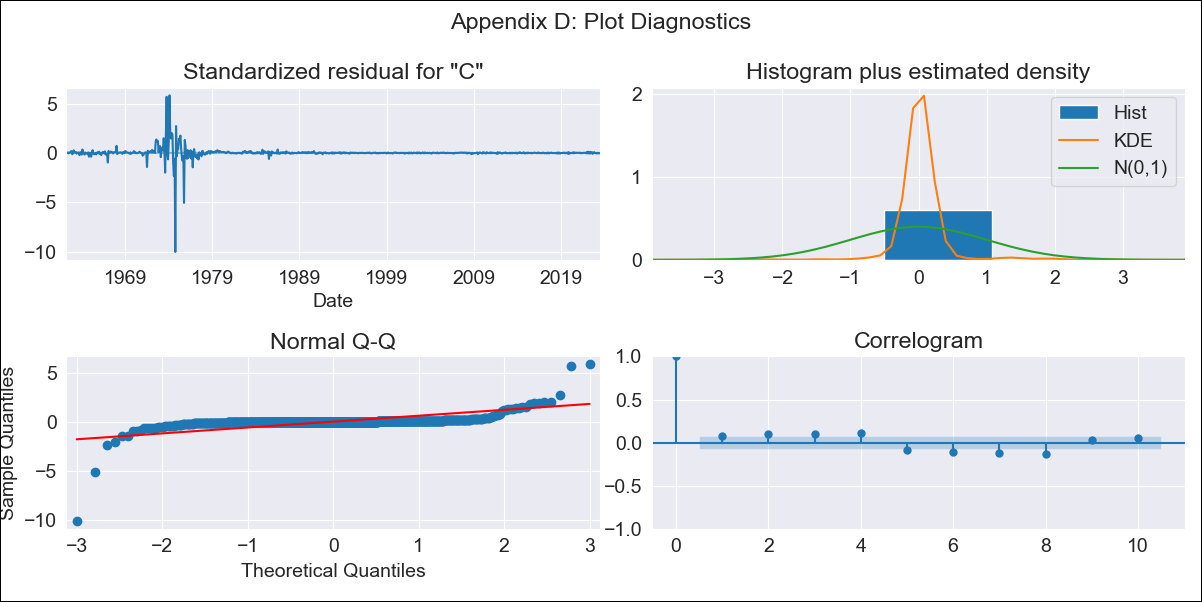 Appendix D: Plot Diagnostics
Standardized residual for "C"
5
0
−5
−10
1969 1979 1989 1999 2009 2019
Date
Histogram plus estimated density
2
1
0
Hist
KDE
N(0,1)
−3 −2 −1 0 1 2 3
Normal Q-Q
Sample Quantiles
5
0
−5
−10
−3 −2 −1 0 1 2 3
Theoretical Quantiles
Correlogram
1.0
0.5
0.0
−0.5
−1.0
0 2 4 6 8 10